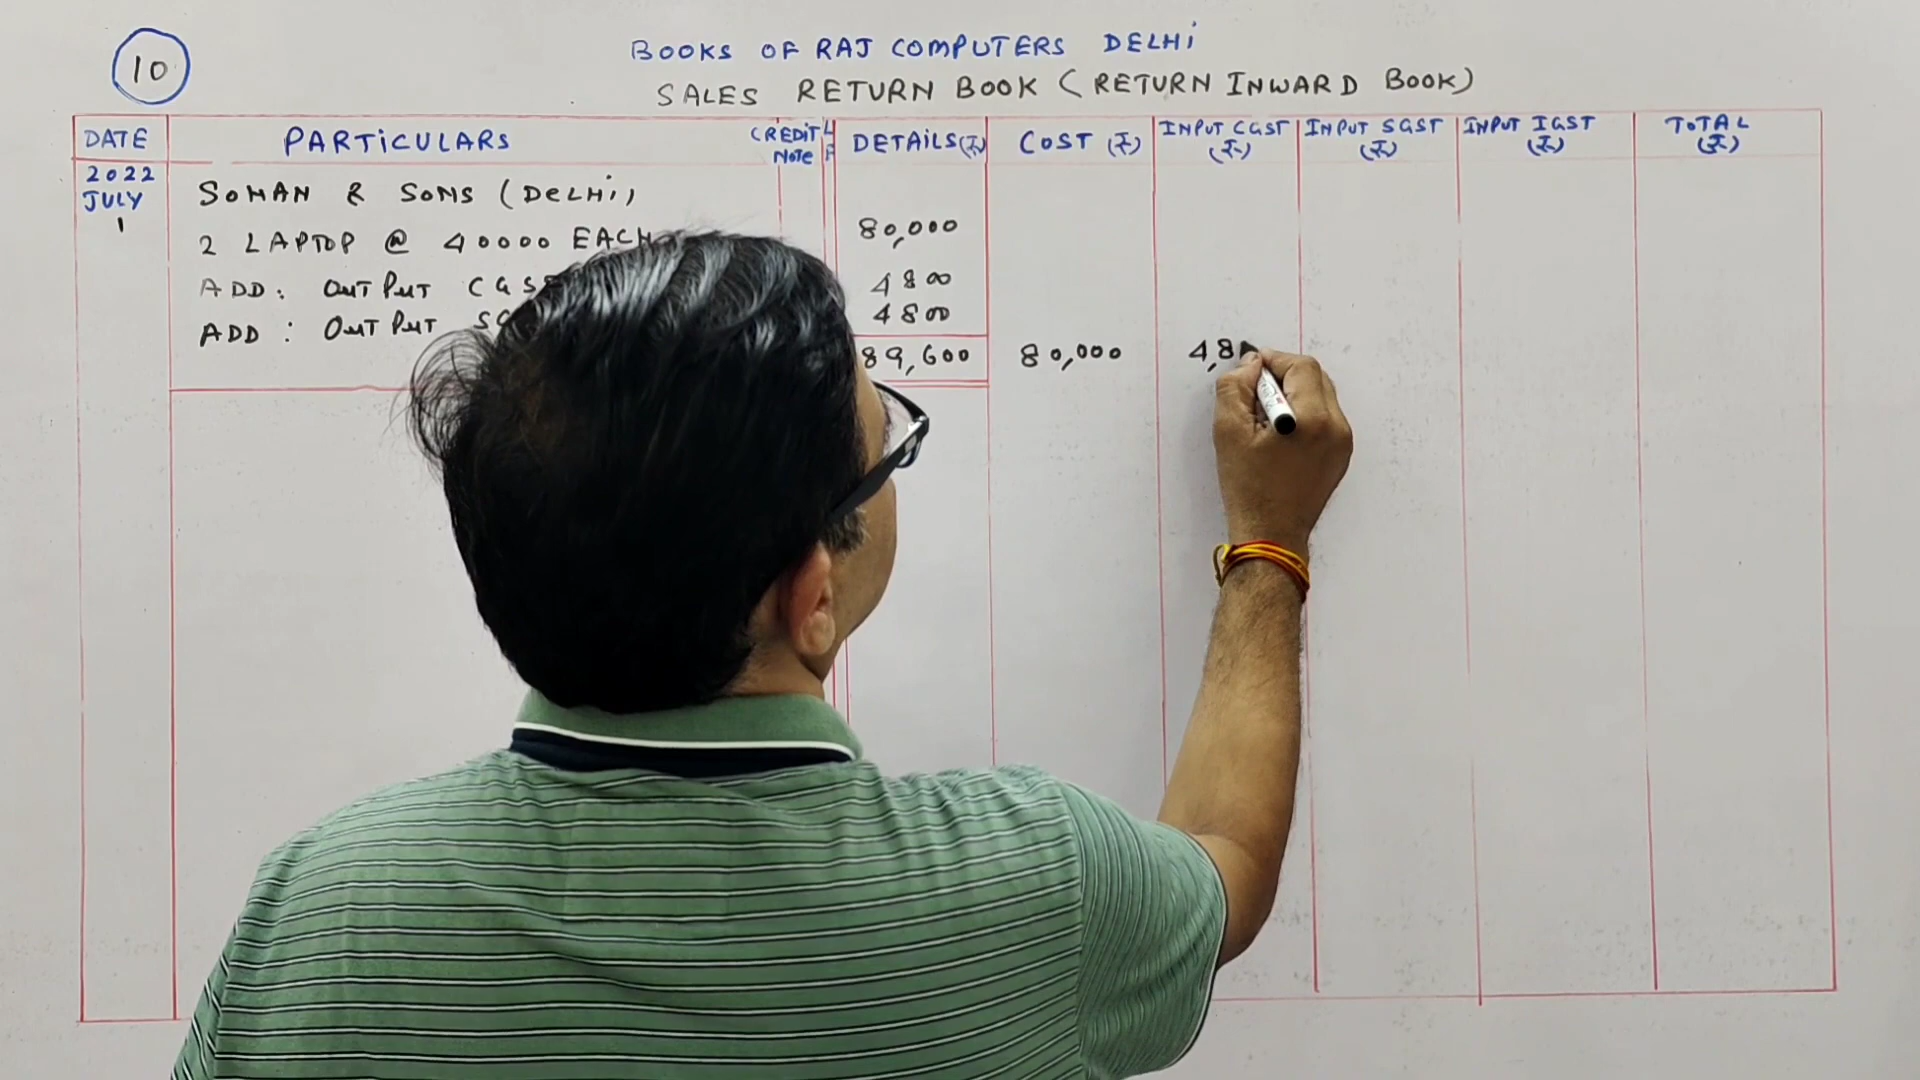 10
BOOKS OF RAJ COMPUTERS DELHi
SALES RETURN BOOK (RETURN INWARD BOOK)
DATE PARTiCULARS CREDiT NOTE LF DETAiLS(₹) COST (₹) INPUT CGST (₹) INPUT SGST (₹) INPUT IGST (₹) TOTAL (₹)
2022
JULY
1
SOHAN & SONS (DELHi)
2 LAPTOP @ 40000 EACH 80,000
ADD: OUTPUT CGS 4800
ADD: OUTPUT SG 4800
89,600 80,000 4,8